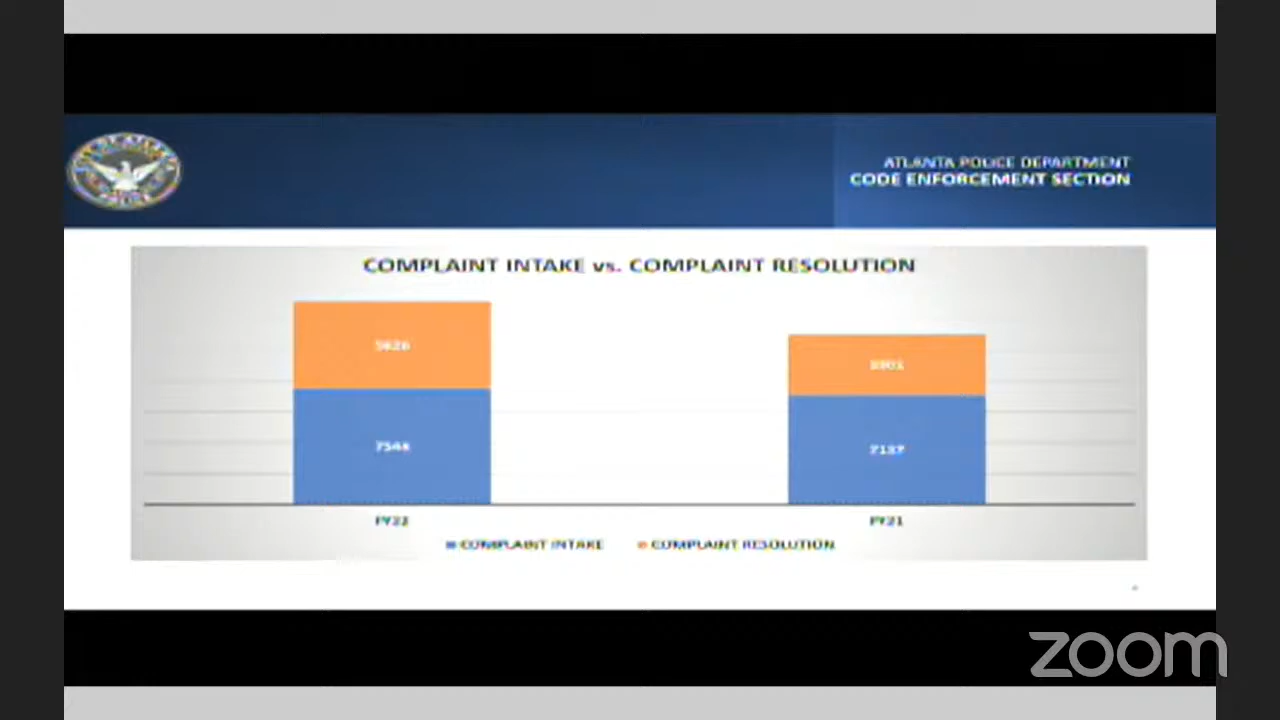 ATLANTA POLICE DEPARTMENT
CODE ENFORCEMENT SECTION
COMPLAINT INTAKE vs. COMPLAINT RESOLUTION
FY22
FY21
COMPLAINT INTAKE
COMPLAINT RESOLUTION
zoom